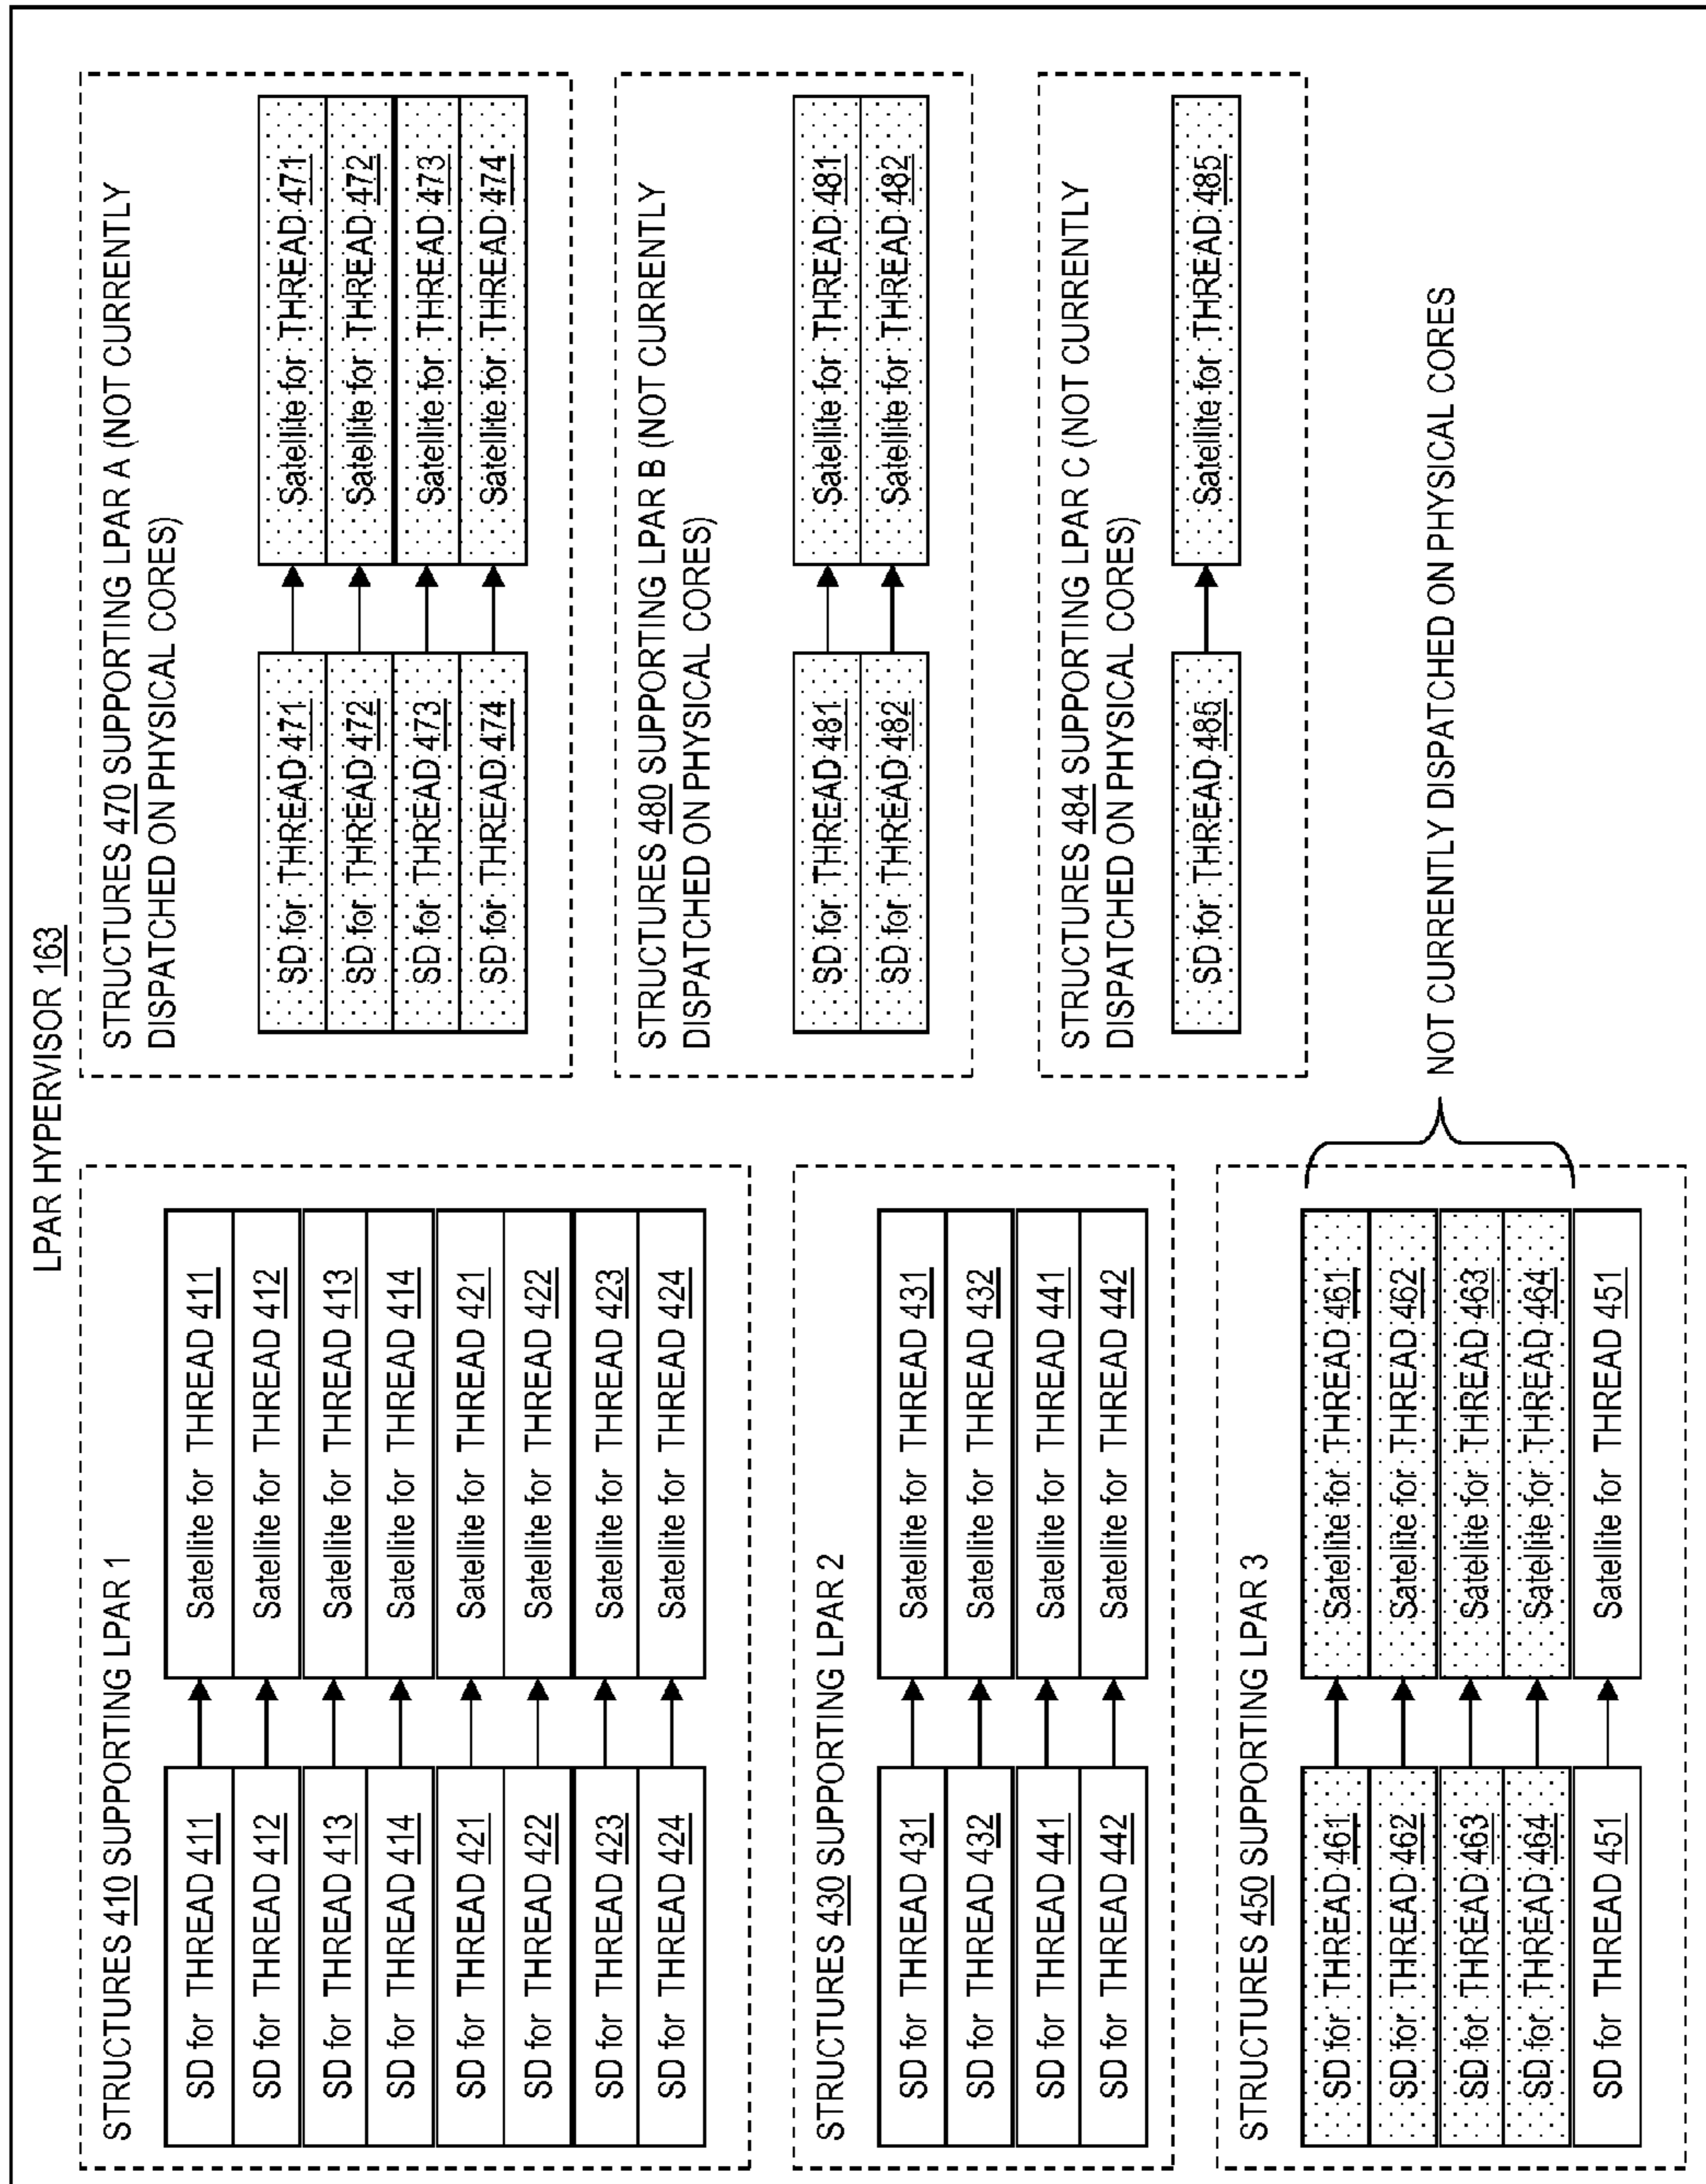 LPAR HYPERVISOR 163
STRUCTURES 410 SUPPORTING LPAR 1
SD for THREAD 411
Satellite for THREAD 411
SD for THREAD 412
Satellite for THREAD 412
SD for THREAD 413
Satellite for THREAD 413
SD for THREAD 414
Satellite for THREAD 414
SD for THREAD 421
Satellite for THREAD 421
SD for THREAD 422
Satellite for THREAD 422
SD for THREAD 423
Satellite for THREAD 423
SD for THREAD 424
Satellite for THREAD 424
STRUCTURES 430 SUPPORTING LPAR 2
SD for THREAD 431
Satellite for THREAD 431
SD for THREAD 432
Satellite for THREAD 432
SD for THREAD 441
Satellite for THREAD 441
SD for THREAD 442
Satellite for THREAD 442
STRUCTURES 450 SUPPORTING LPAR 3
SD for THREAD 461
Satellite for THREAD 461
SD for THREAD 462
Satellite for THREAD 462
SD for THREAD 463
Satellite for THREAD 463
SD for THREAD 464
Satellite for THREAD 464
SD for THREAD 451
Satellite for THREAD 451
STRUCTURES 470 SUPPORTING LPAR A (NOT CURRENTLY
DISPATCHED ON PHYSICAL CORES)
SD for THREAD 471
Satellite for THREAD 471
SD for THREAD 472
Satellite for THREAD 472
SD for THREAD 473
Satellite for THREAD 473
SD for THREAD 474
Satellite for THREAD 474
STRUCTURES 480 SUPPORTING LPAR B (NOT CURRENTLY
DISPATCHED ON PHYSICAL CORES)
SD for THREAD 481
Satellite for THREAD 481
SD for THREAD 482
Satellite for THREAD 482
STRUCTURES 484 SUPPORTING LPAR C (NOT CURRENTLY
DISPATCHED ON PHYSICAL CORES)
SD for THREAD 485
Satellite for THREAD 485
NOT CURRENTLY DISPATCHED ON PHYSICAL CORES